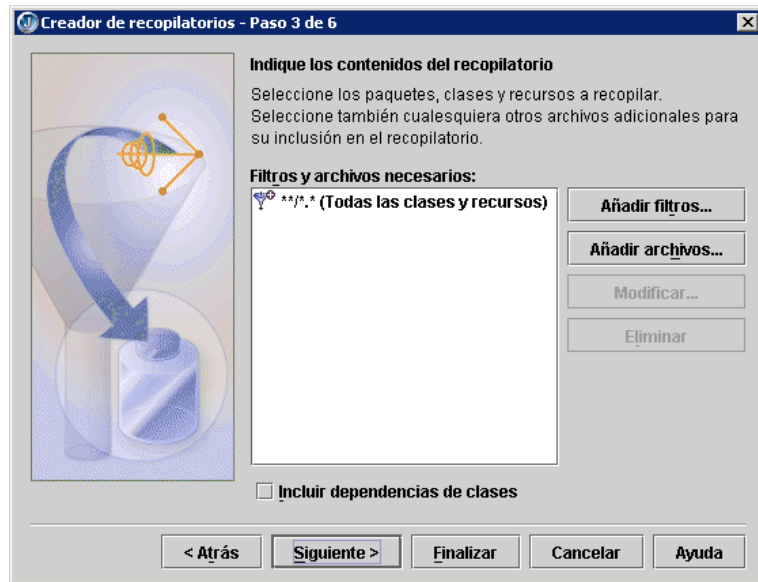 Creador de recopilatorios - Paso 3 de 6
Indique los contenidos del recopilatorio
Seleccione los paquetes, clases y recursos a recopilar.
Seleccione también cualesquiera otros archivos adicionales para
su inclusión en el recopilatorio.
Filtros y archivos necesarios:
**/*.* (Todas las clases y recursos)
Añadir filtros...
Añadir archivos...
Modificar...
Eliminar
Incluir dependencias de clases
< Atrás
Siguiente >
Finalizar
Cancelar
Ayuda